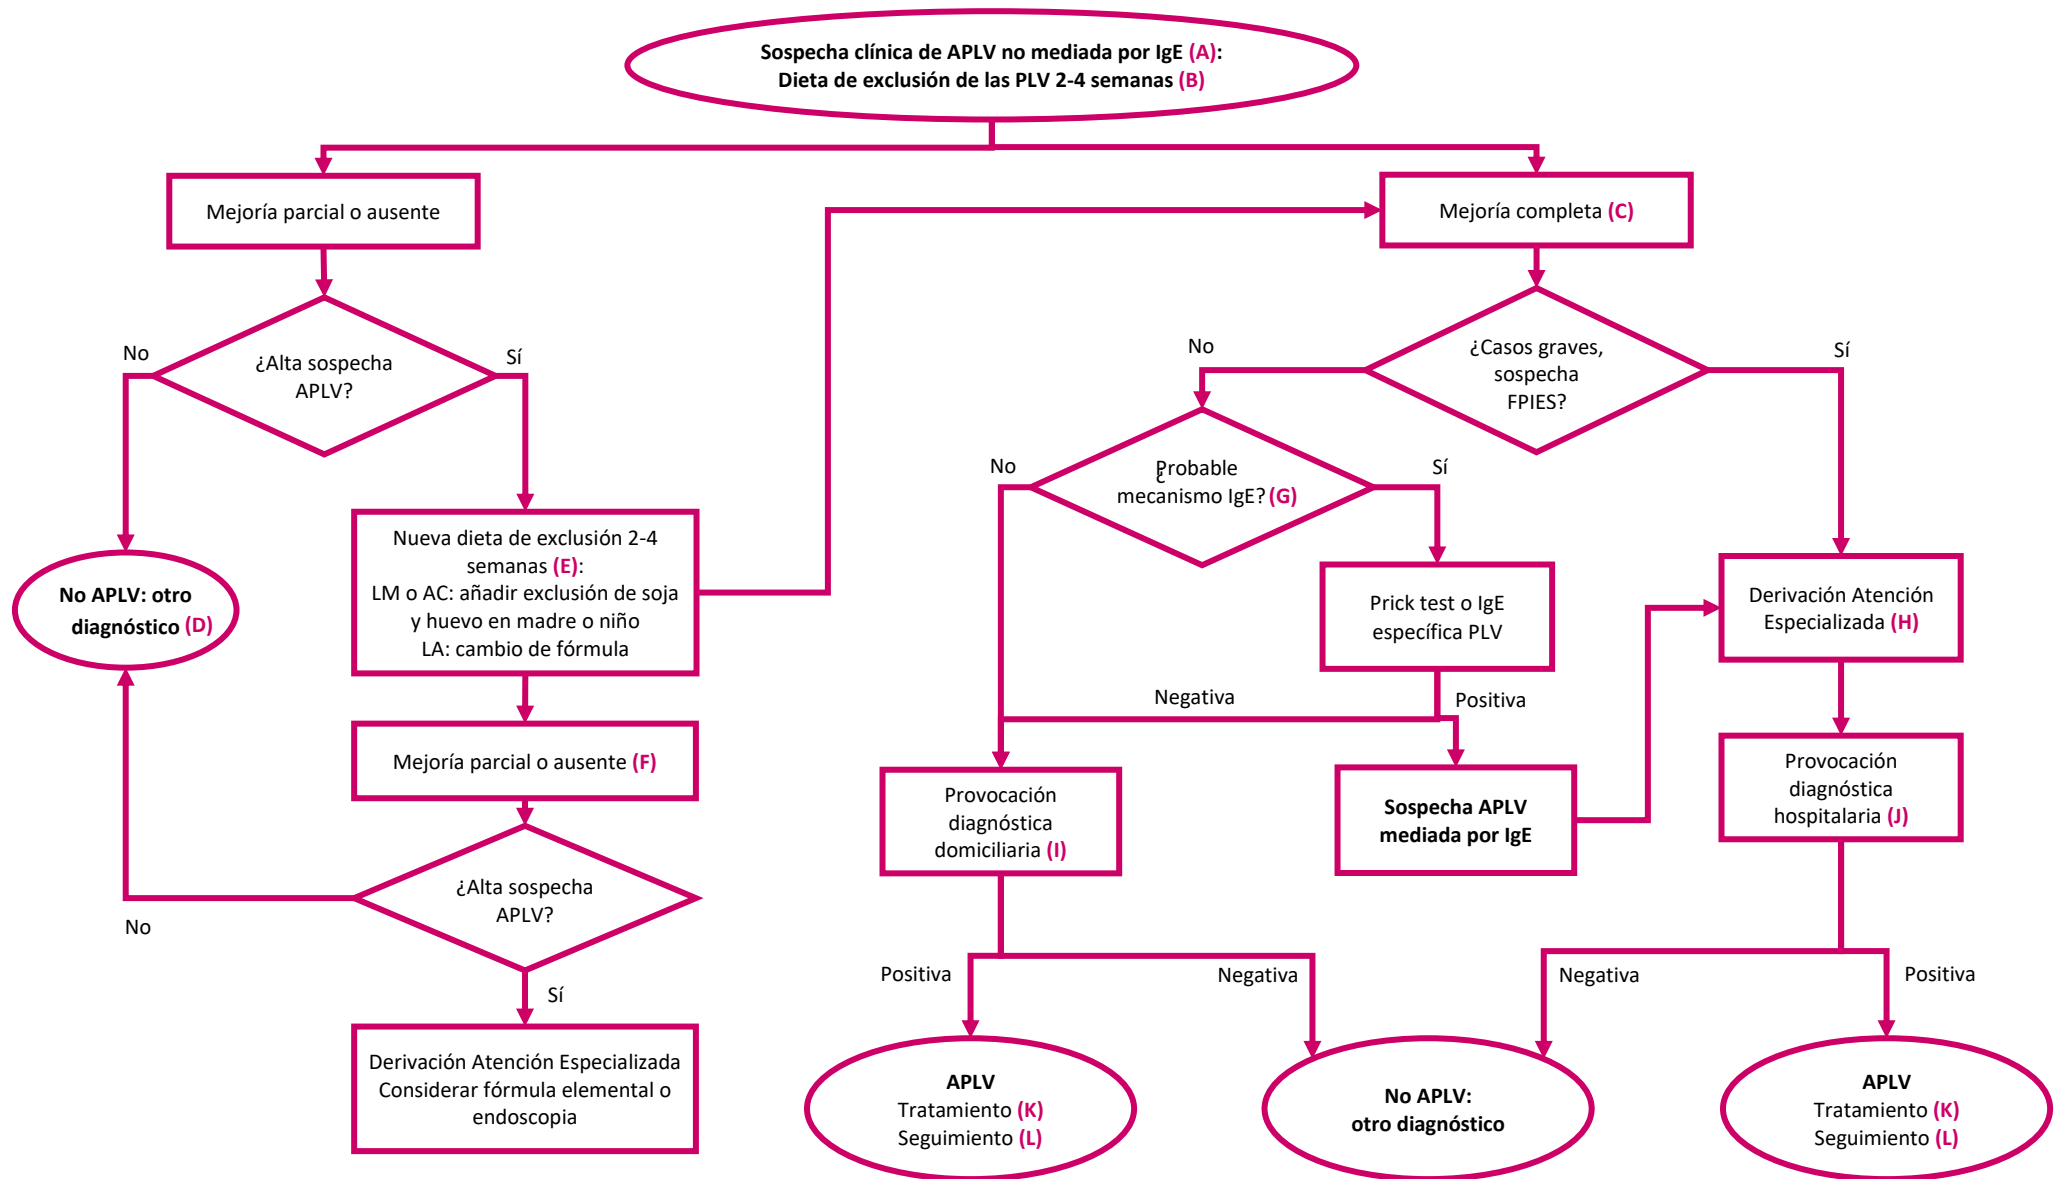 Sospecha clínica de APLV no mediada por IgE (A):
Dieta de exclusión de las PLV 2-4 semanas (B)
Mejoría parcial o ausente
Mejoría completa (C)
¿Alta sospecha
APLV?
No
Sí
¿Casos graves,
sospecha
FPIES?
No
Sí
¿Probable
mecanismo IgE? (G)
No
Sí
Nueva dieta de exclusión 2-4
semanas (E):
LM o AC: añadir exclusión de soja
y huevo en madre o niño
LA: cambio de fórmula
No APLV: otro
diagnóstico (D)
Prick test o IgE
específica PLV
Derivación Atención
Especializada (H)
Negativa
Positiva
Mejoría parcial o ausente (F)
Provocación
diagnóstica
domiciliaria (I)
Sospecha APLV
mediada por IgE
Provocación
diagnóstica
hospitalaria (J)
¿Alta sospecha
APLV?
No
Sí
Positiva
Negativa
Negativa
Positiva
Derivación Atención Especializada
Considerar fórmula elemental o
endoscopia
APLV
Tratamiento (K)
Seguimiento (L)
No APLV:
otro diagnóstico
APLV
Tratamiento (K)
Seguimiento (L)